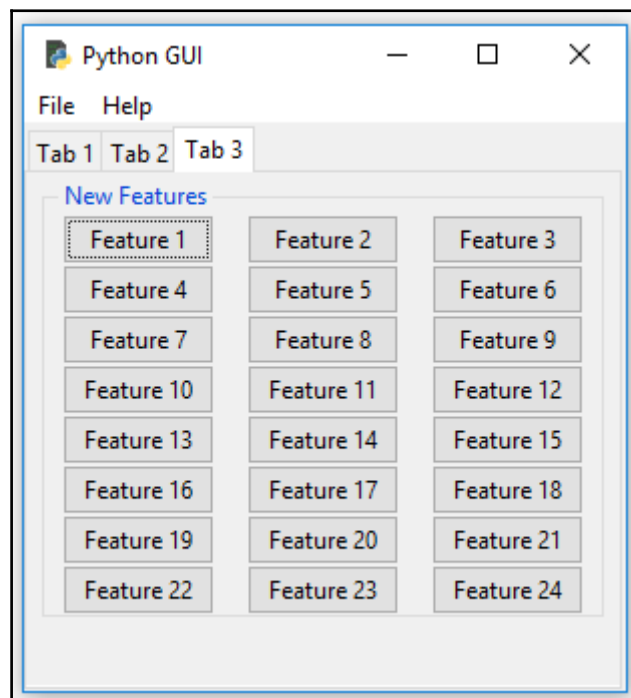 Python GUI
File Help
Tab 1 Tab 2 Tab 3
New Features
Feature 1 Feature 2 Feature 3
Feature 4 Feature 5 Feature 6
Feature 7 Feature 8 Feature 9
Feature 10 Feature 11 Feature 12
Feature 13 Feature 14 Feature 15
Feature 16 Feature 17 Feature 18
Feature 19 Feature 20 Feature 21
Feature 22 Feature 23 Feature 24